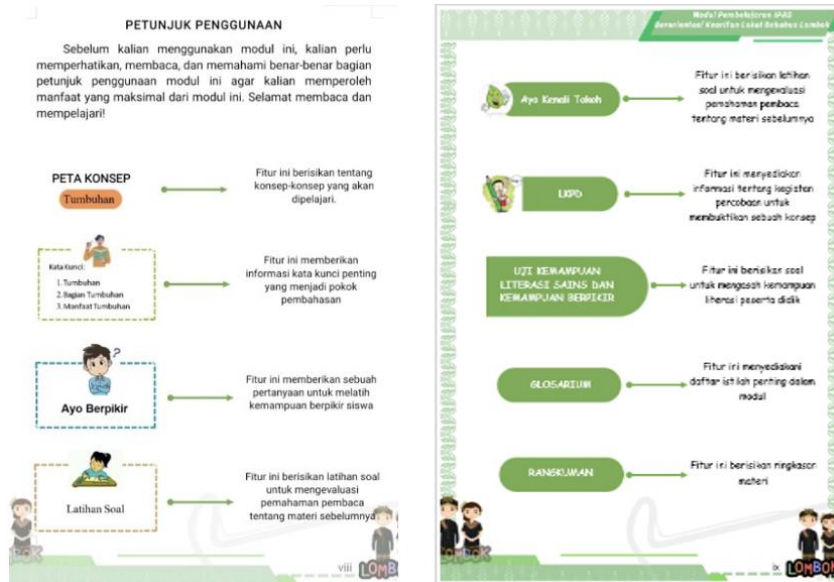 PETUNJUK PENGGUNAAN
Sebelum kalian menggunakan modul ini, kalian perlu
memperhatikan, membaca, dan memahami benar-benar bagian
petunjuk penggunaan modul ini agar kalian memperoleh
manfaat yang maksimal dari modul ini. Selamat membaca dan
mempelajari!
PETA KONSEP
Tumbuhan
Fitur ini berisikan tentang
konsep-konsep yang akan
dipelajari.
Kata Kunci:
1. Tumbuhan
2. Bagian Tumbuhan
3. Manfaat Tumbuhan
Fitur ini memberikan
informasi kata kunci penting
yang menjadi pokok
pembahasan
?
Ayo Berpikir
Fitur ini memberikan sebuah
pertanyaan untuk melatih
kemampuan berpikir siswa
Latihan Soal
Fitur ini berisikan latihan soal
untuk mengevaluasi
pemahaman pembaca
tentang materi sebelumnya
viii
LOMB
Modul Pembelajaran IPAS
Berorientasi Kearifan Lokal Bebahus Lombok
Ayo Kenali Tokoh
Fitur ini berisikan latihan
soal untuk mengevaluasi
pemahaman pembaca
tentang materi sebelumnya
LKPD
Fitur ini menyediakan
informasi tentang kegiatan
percobaan untuk
membuktikan sebuah konsep
UJI KEMAMPUAN
LITERASI SAINS DAN
KEMAMPUAN BERPIKIR
Fitur ini berisikan soal
untuk mengasah kemampuan
literasi peserta didik
GLOSARIUM
Fitur ini menyediakani
daftar istilah penting dalam
modul
RANGKUMAN
Fitur ini berisikan ringkasan
materi
ix
LOMBO